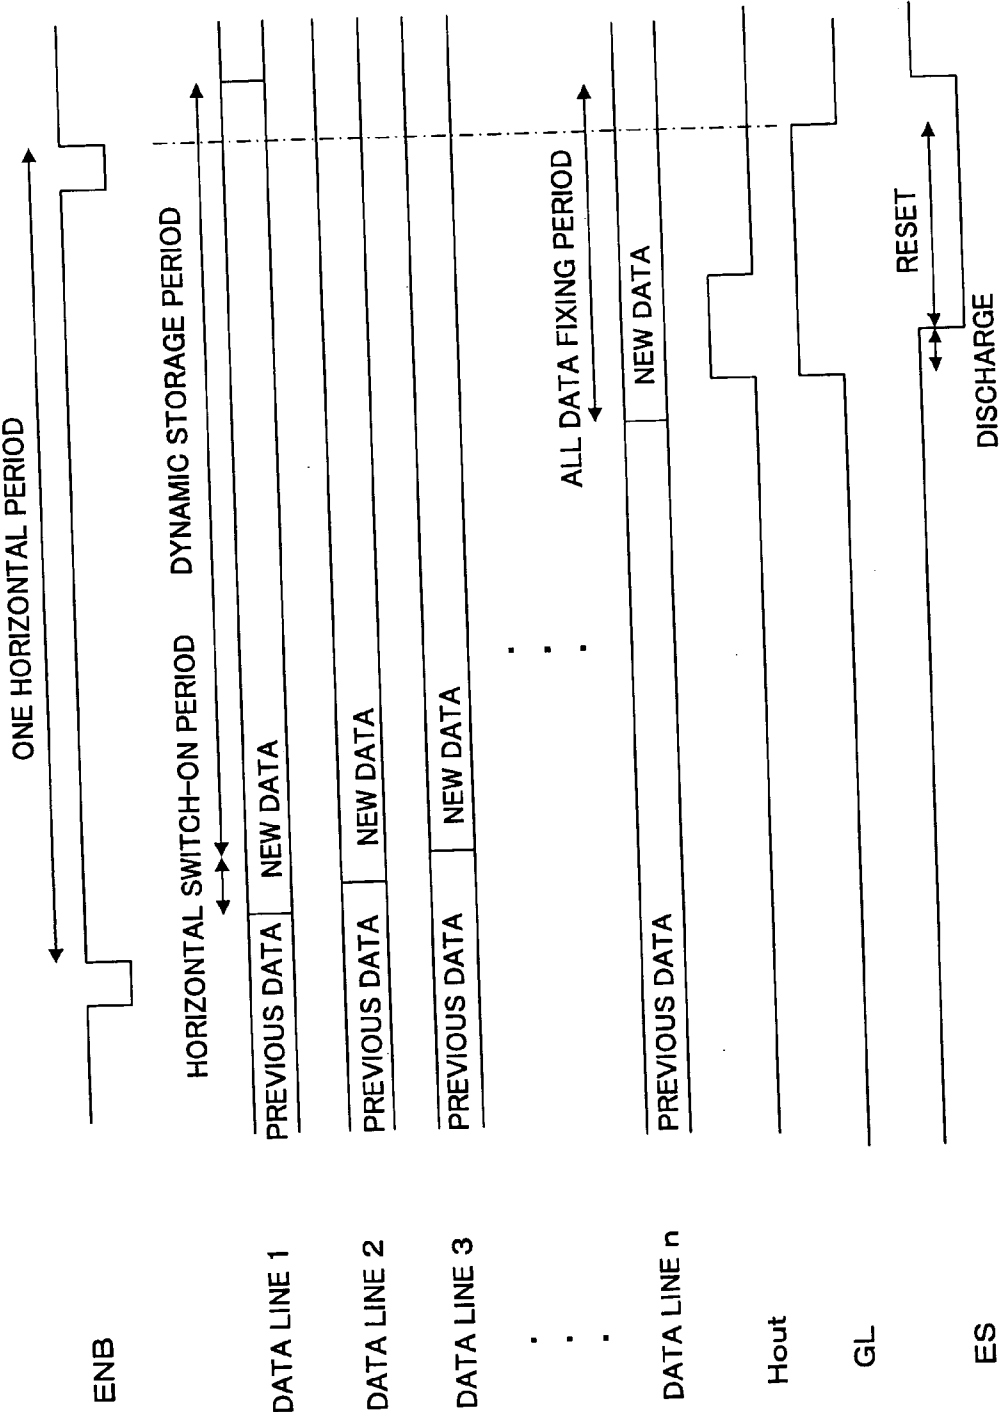 ONE HORIZONTAL PERIOD
ENB
HORIZONTAL SWITCH-ON PERIOD
DYNAMIC STORAGE PERIOD
DATA LINE 1
PREVIOUS DATA
NEW DATA
DATA LINE 2
PREVIOUS DATA
NEW DATA
DATA LINE 3
PREVIOUS DATA
NEW DATA
. . .
. . .
ALL DATA FIXING PERIOD
DATA LINE n
PREVIOUS DATA
NEW DATA
Hout
GL
RESET
ES
DISCHARGE